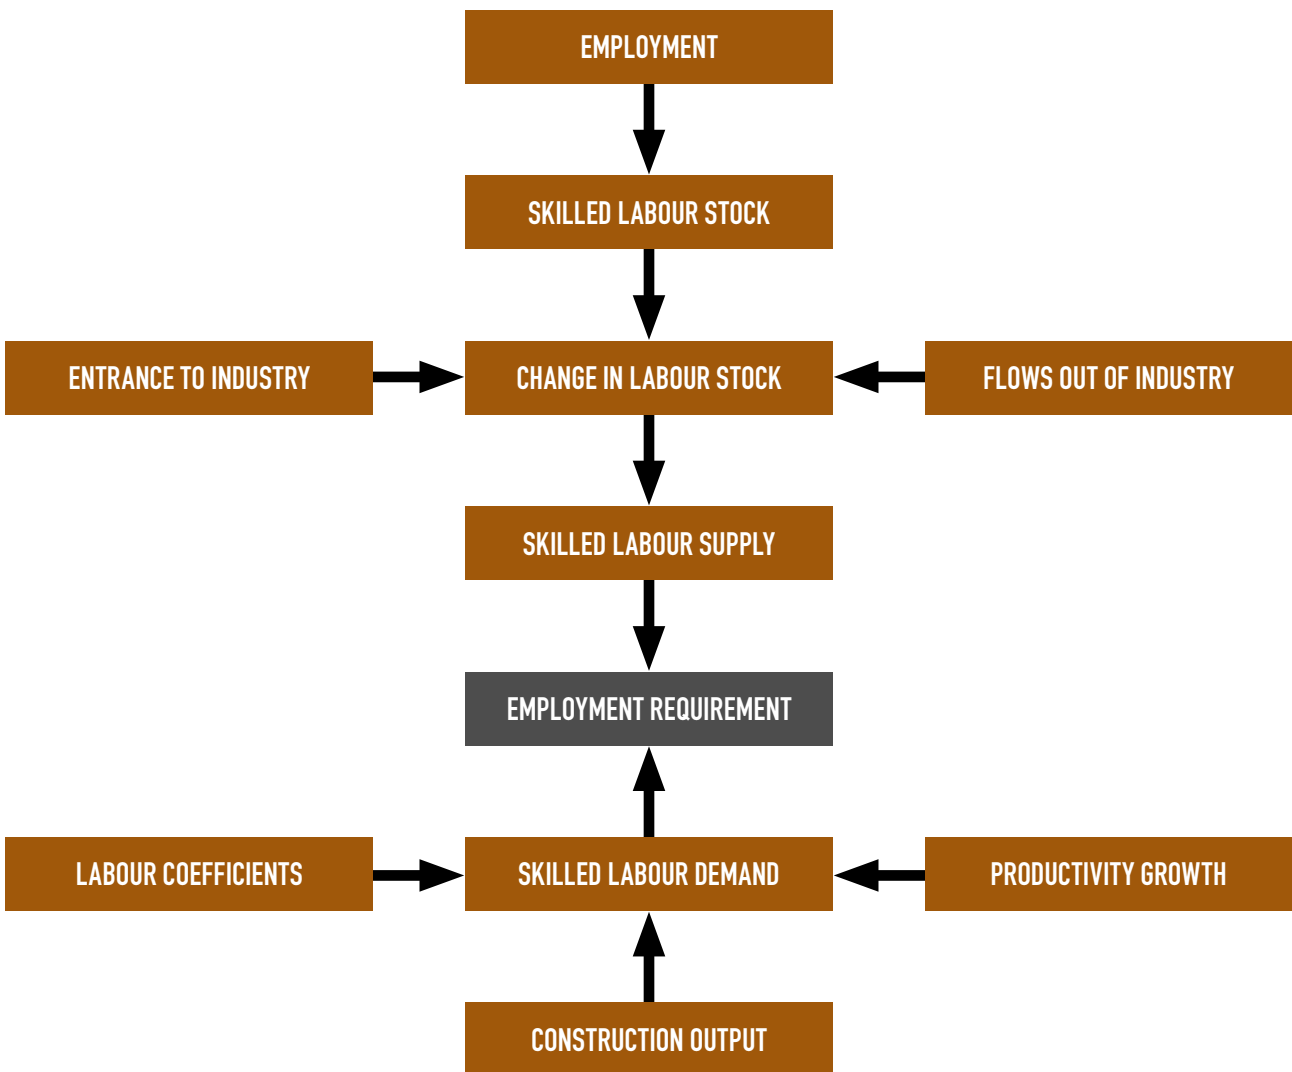 EMPLOYMENT
SKILLED LABOUR STOCK
ENTRANCE TO INDUSTRY
CHANGE IN LABOUR STOCK
FLOWS OUT OF INDUSTRY
SKILLED LABOUR SUPPLY
EMPLOYMENT REQUIREMENT
LABOUR COEFFICIENTS
SKILLED LABOUR DEMAND
PRODUCTIVITY GROWTH
CONSTRUCTION OUTPUT